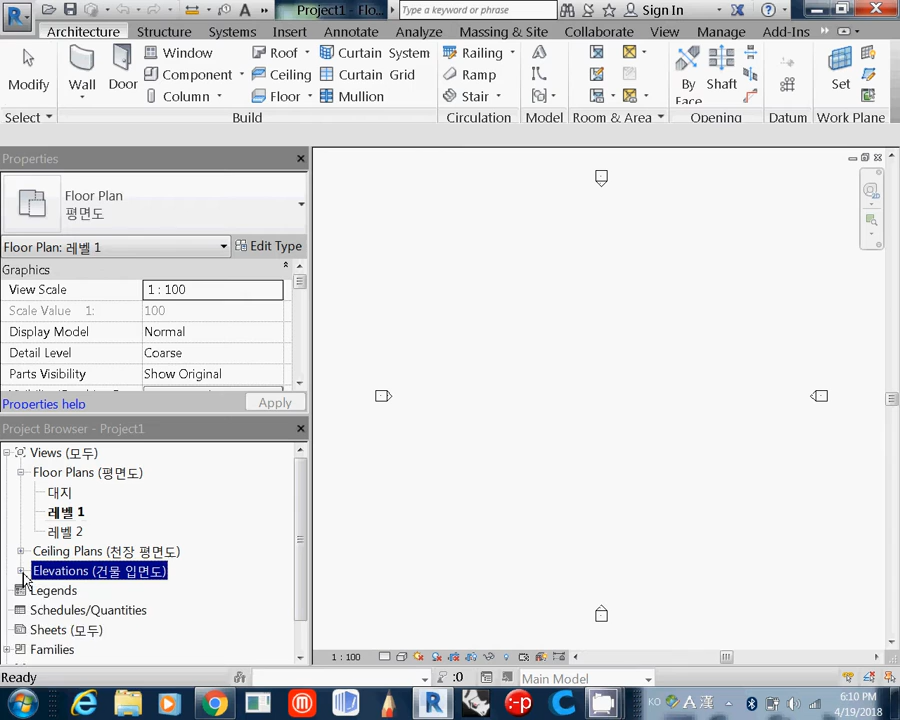 Project1 - Flo...
Type a keyword or phrase
Sign In
Architecture Structure Systems Insert Annotate Analyze Massing & Site Collaborate View Manage Add-Ins
Modify
Wall
Door
Window
Component
Column
Roof
Ceiling
Floor
Curtain System
Curtain Grid
Mullion
Railing
Ramp
Stair
By
Face
Shaft
Set
Select
Build
Circulation
Model
Room & Area
Opening
Datum
Work Plane
Properties
Floor Plan
평면도
Floor Plan: 레벨 1
Edit Type
Graphics
View Scale 1 : 100
Scale Value 1: 100
Display Model Normal
Detail Level Coarse
Parts Visibility Show Original
Properties help
Apply
Project Browser - Project1
Views (모두)
Floor Plans (평면도)
대지
레벨 1
레벨 2
Ceiling Plans (천장 평면도)
Elevations (건물 입면도)
Legends
Schedules/Quantities
Sheets (모두)
Families
1 : 100
Ready
:0
Main Model
KO A 漢
6:10 PM
4/19/2018